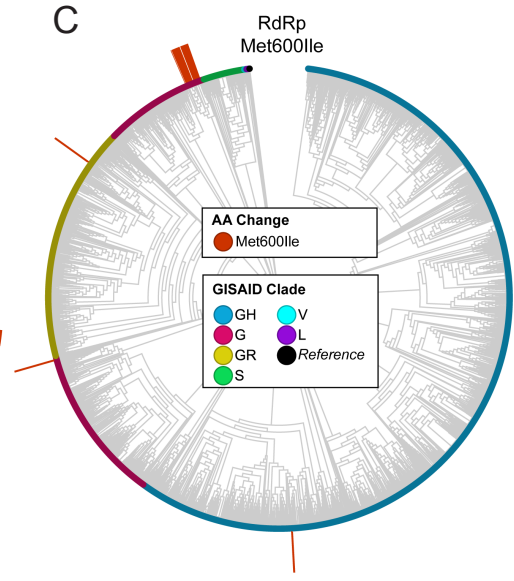 C
RdRp
Met600Ile
AA Change
Met600Ile
GISAID Clade
GH
V
G
L
GR
Reference
S